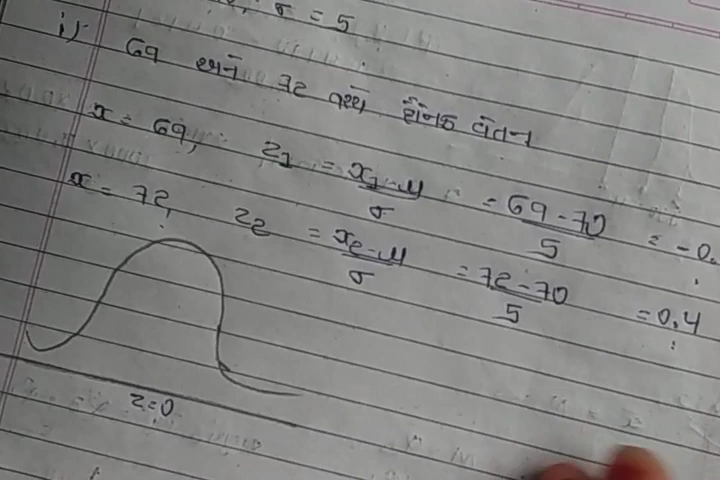 σ = 5
i) 69 અને 72 વચ્ચે દૈનિક વેતન
x = 69, z1 = x1-μ/σ = 69-70/5 = -0.
x = 72, z2 = x2-μ/σ = 72-70/5 = 0.4
z=0